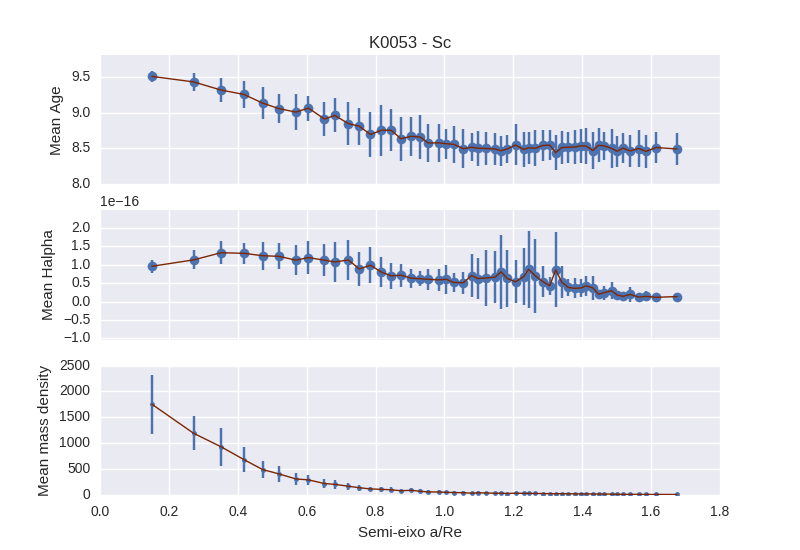 K0053 - Sc
9.5
9.0
8.5
8.0
Mean Age
1e−16
2.0
1.5
1.0
0.5
0.0
−0.5
−1.0
Mean Halpha
2500
2000
1500
1000
500
0
Mean mass density
0.0 0.2 0.4 0.6 0.8 1.0 1.2 1.4 1.6 1.8
Semi-eixo a/Re